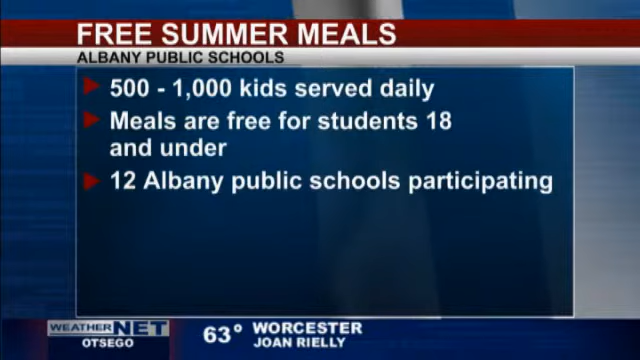 FREE SUMMER MEALS
ALBANY PUBLIC SCHOOLS
500 - 1,000 kids served daily
Meals are free for students 18
and under
12 Albany public schools participating
WEATHER NET
OTSEGO
63° WORCESTER
JOAN RIELLY